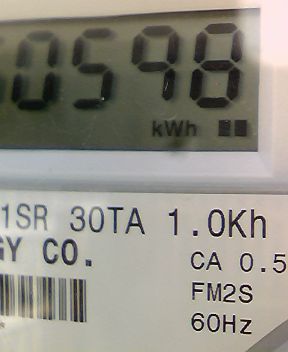 0598
kWh
1SR 30TA 1.0Kh
GY CO.
CA 0.5
FM2S
60Hz